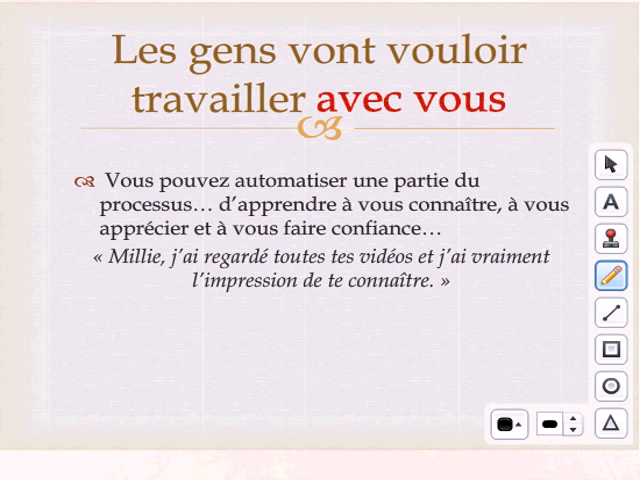 Les gens vont vouloir
travailler avec vous
Vous pouvez automatiser une partie du
processus… d’apprendre à vous connaître, à vous
apprécier et à vous faire confiance…
« Millie, j’ai regardé toutes tes vidéos et j’ai vraiment
l’impression de te connaître. »
A